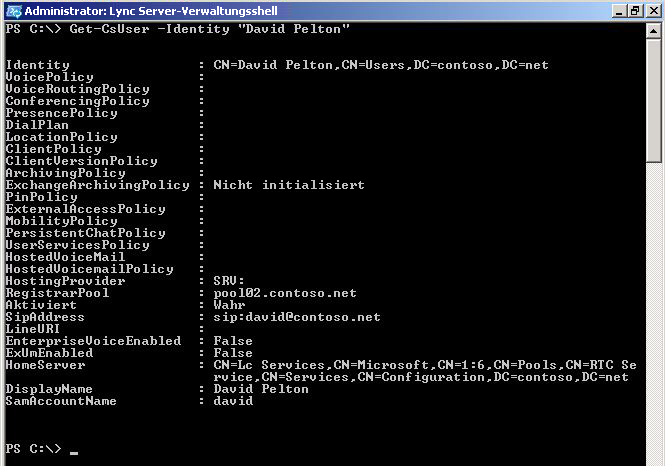 Administrator: Lync Server-Verwaltungsshell
PS C:\> Get-CsUser -Identity "David Pelton"
Identity : CN=David Pelton,CN=Users,DC=contoso,DC=net
VoicePolicy :
VoiceRoutingPolicy :
ConferencingPolicy :
PresencePolicy :
DialPlan :
LocationPolicy :
ClientPolicy :
ClientVersionPolicy :
ArchivingPolicy :
ExchangeArchivingPolicy : Nicht initialisiert
PinPolicy :
ExternalAccessPolicy :
MobilityPolicy :
PersistentChatPolicy :
UserServicesPolicy :
HostedVoiceMail :
HostedVoicemailPolicy :
HostingProvider : SRV:
RegistrarPool : pool02.contoso.net
Aktiviert : Wahr
SipAddress : sip:david@contoso.net
LineURI :
EnterpriseVoiceEnabled : False
ExUmEnabled : False
HomeServer : CN=Lc Services,CN=Microsoft,CN=1:6,CN=Pools,CN=RTC Se
rvice,CN=Services,CN=Configuration,DC=contoso,DC=net
DisplayName : David Pelton
SamAccountName : david
PS C:\> _